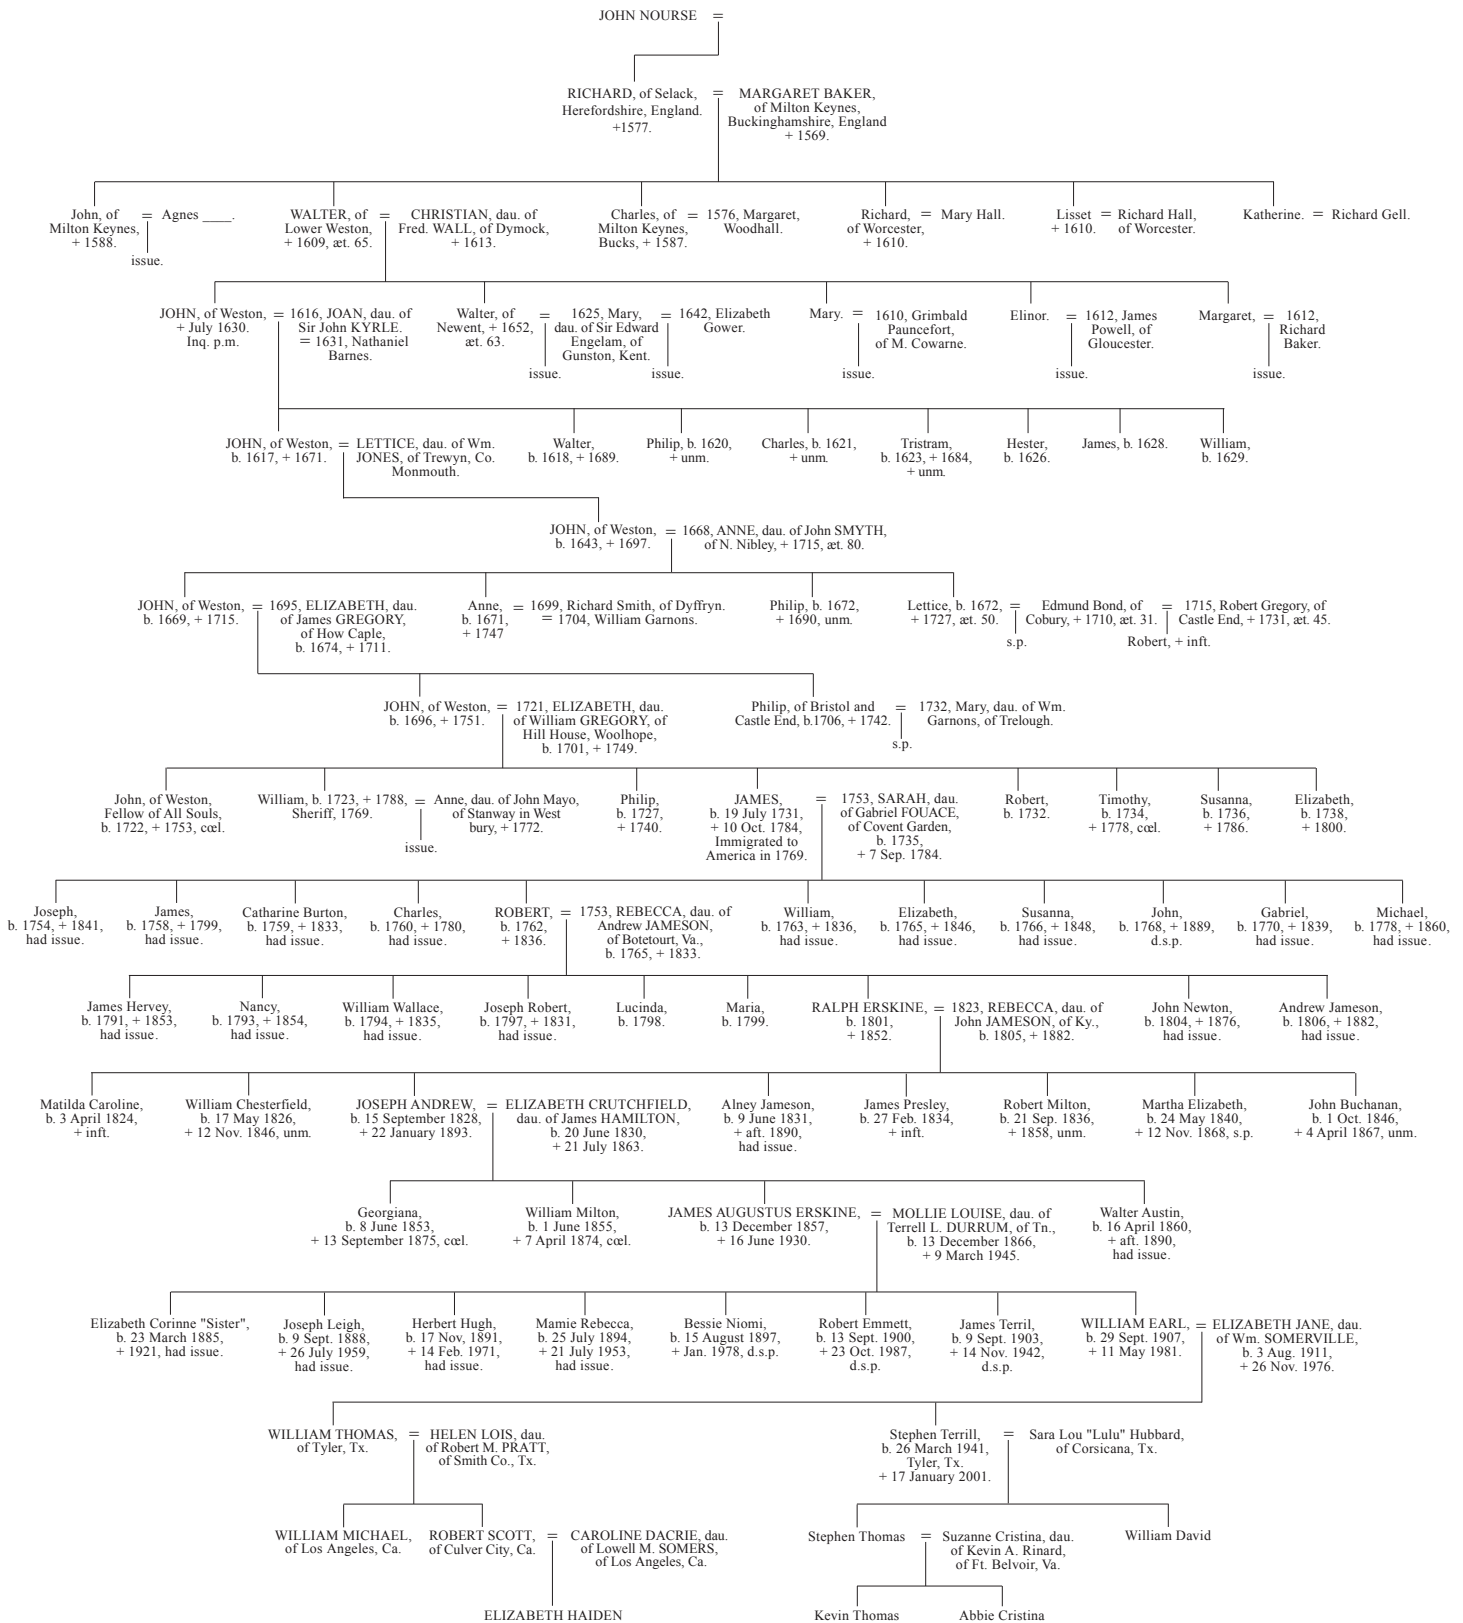 JOHN NOURSE =
RICHARD, of Selack,
Herefordshire, England.
+1577.
=
MARGARET BAKER,
of Milton Keynes,
Buckinghamshire, England
+ 1569.
John, of
Milton Keynes,
+ 1588.
= Agnes ____.
issue.
WALTER, of
Lower Weston,
+ 1609, æt. 65.
=
CHRISTIAN, dau. of
Fred. WALL, of Dymock,
+ 1613.
Charles, of
Milton Keynes,
Bucks, + 1587.
= 1576, Margaret,
Woodhall.
Richard,
of Worcester,
+ 1610.
= Mary Hall.
Lisset
+ 1610.
= Richard Hall,
of Worcester.
Katherine. = Richard Gell.
JOHN, of Weston,
+ July 1630.
Inq. p.m.
= 1616, JOAN, dau. of
Sir John KYRLE.
= 1631, Nathaniel
Barnes.
Walter, of
Newent, + 1652,
æt. 63.
=
1625, Mary,
dau. of Sir Edward
Engelam, of
Gunston, Kent.
= 1642, Elizabeth
Gower.
issue.
issue.
Mary. =
1610, Grimbald
Pauncefort,
of M. Cowarne.
issue.
Elinor. =
1612, James
Powell, of
Gloucester.
issue.
Margaret, =
1612,
Richard
Baker.
issue.
JOHN, of Weston,
b. 1617, + 1671.
= LETTICE, dau. of Wm.
JONES, of Trewyn, Co.
Monmouth.
Walter,
b. 1618, + 1689.
Philip, b. 1620,
+ unm.
Charles, b. 1621,
+ unm.
Tristram,
b. 1623, + 1684,
+ unm.
Hester,
b. 1626.
James, b. 1628.
William,
b. 1629.
JOHN, of Weston,
b. 1643, + 1697.
= 1668, ANNE, dau. of John SMYTH,
of N. Nibley, + 1715, æt. 80.
JOHN, of Weston,
b. 1669, + 1715.
= 1695, ELIZABETH, dau.
of James GREGORY,
of How Caple,
b. 1674, + 1711.
Anne,
b. 1671,
+ 1747
= 1699, Richard Smith, of Dyffryn.
= 1704, William Garnons.
Philip, b. 1672,
+ 1690, unm.
Lettice, b. 1672,
+ 1727, æt. 50.
=
s.p.
Edmund Bond, of
Cobury, + 1710, æt. 31.
=
1715, Robert Gregory, of
Castle End, + 1731, æt. 45.
Robert, + inft.
JOHN, of Weston,
b. 1696, + 1751.
= 1721, ELIZABETH, dau.
of William GREGORY, of
Hill House, Woolhope,
b. 1701, + 1749.
Philip, of Bristol and
Castle End, b.1706, + 1742.
=
1732, Mary, dau. of Wm.
Garnons, of Trelough.
s.p.
John, of Weston,
Fellow of All Souls,
b. 1722, + 1753, cœl.
William, b. 1723, + 1788,
Sheriff, 1769.
=
Anne, dau. of John Mayo,
of Stanway in West
bury, + 1772.
issue.
Philip,
b. 1727,
+ 1740.
JAMES,
b. 19 July 1731,
+ 10 Oct. 1784,
Immigrated to
America in 1769.
=
1753, SARAH, dau.
of Gabriel FOUACE,
of Covent Garden,
b. 1735,
+ 7 Sep. 1784.
Robert,
b. 1732.
Timothy,
b. 1734,
+ 1778, cœl.
Susanna,
b. 1736,
+ 1786.
Elizabeth,
b. 1738,
+ 1800.
Joseph,
b. 1754, + 1841,
had issue.
James,
b. 1758, + 1799,
had issue.
Catharine Burton,
b. 1759, + 1833,
had issue.
Charles,
b. 1760, + 1780,
had issue.
ROBERT,
b. 1762,
+ 1836.
= 1753, REBECCA, dau. of
Andrew JAMESON,
of Botetourt, Va.,
b. 1765, + 1833.
William,
b. 1763, + 1836,
had issue.
Elizabeth,
b. 1765, + 1846,
had issue.
Susanna,
b. 1766, + 1848,
had issue.
John,
b. 1768, + 1889,
d.s.p.
Gabriel,
b. 1770, + 1839,
had issue.
Michael,
b. 1778, + 1860,
had issue.
James Hervey,
b. 1791, + 1853,
had issue.
Nancy,
b. 1793, + 1854,
had issue.
William Wallace,
b. 1794, + 1835,
had issue.
Joseph Robert,
b. 1797, + 1831,
had issue.
Lucinda,
b. 1798.
Maria,
b. 1799.
RALPH ERSKINE,
b. 1801,
+ 1852.
= 1823, REBECCA, dau. of
John JAMESON, of Ky.,
b. 1805, + 1882.
John Newton,
b. 1804, + 1876,
had issue.
Andrew Jameson,
b. 1806, + 1882,
had issue.
Matilda Caroline,
b. 3 April 1824,
+ inft.
William Chesterfield,
b. 17 May 1826,
+ 12 Nov. 1846, unm.
JOSEPH ANDREW,
b. 15 September 1828,
+ 22 January 1893.
= ELIZABETH CRUTCHFIELD,
dau. of James HAMILTON,
b. 20 June 1830,
+ 21 July 1863.
Alney Jameson,
b. 9 June 1831,
+ aft. 1890,
had issue.
James Presley,
b. 27 Feb. 1834,
+ inft.
Robert Milton,
b. 21 Sep. 1836,
+ 1858, unm.
Martha Elizabeth,
b. 24 May 1840,
+ 12 Nov. 1868, s.p.
John Buchanan,
b. 1 Oct. 1846,
+ 4 April 1867, unm.
Georgiana,
b. 8 June 1853,
+ 13 September 1875, cœl.
William Milton,
b. 1 June 1855,
+ 7 April 1874, cœl.
JAMES AUGUSTUS ERSKINE,
b. 13 December 1857,
+ 16 June 1930.
=
MOLLIE LOUISE, dau. of
Terrell L. DURRUM, of Tn.,
b. 13 December 1866,
+ 9 March 1945.
Walter Austin,
b. 16 April 1860,
+ aft. 1890,
had issue.
Elizabeth Corinne "Sister",
b. 23 March 1885,
+ 1921, had issue.
Joseph Leigh,
b. 9 Sept. 1888,
+ 26 July 1959,
had issue.
Herbert Hugh,
b. 17 Nov, 1891,
+ 14 Feb. 1971,
had issue.
Mamie Rebecca,
b. 25 July 1894,
+ 21 July 1953,
had issue.
Bessie Niomi,
b. 15 August 1897,
+ Jan. 1978, d.s.p.
Robert Emmett,
b. 13 Sept. 1900,
+ 23 Oct. 1987,
d.s.p.
James Terril,
b. 9 Sept. 1903,
+ 14 Nov. 1942,
d.s.p.
WILLIAM EARL,
b. 29 Sept. 1907,
+ 11 May 1981.
= ELIZABETH JANE, dau.
of Wm. SOMERVILLE,
b. 3 Aug. 1911,
+ 26 Nov. 1976.
WILLIAM THOMAS,
of Tyler, Tx.
=
HELEN LOIS, dau.
of Robert M. PRATT,
of Smith Co., Tx.
Stephen Terrill,
b. 26 March 1941,
Tyler, Tx.
+ 17 January 2001.
=
Sara Lou "Lulu" Hubbard,
of Corsicana, Tx.
WILLIAM MICHAEL,
of Los Angeles, Ca.
ROBERT SCOTT,
of Culver City, Ca.
=
CAROLINE DACRIE, dau.
of Lowell M. SOMERS,
of Los Angeles, Ca.
Stephen Thomas =
Suzanne Cristina, dau.
of Kevin A. Rinard,
of Ft. Belvoir, Va.
William David
ELIZABETH HAIDEN
Kevin Thomas
Abbie Cristina